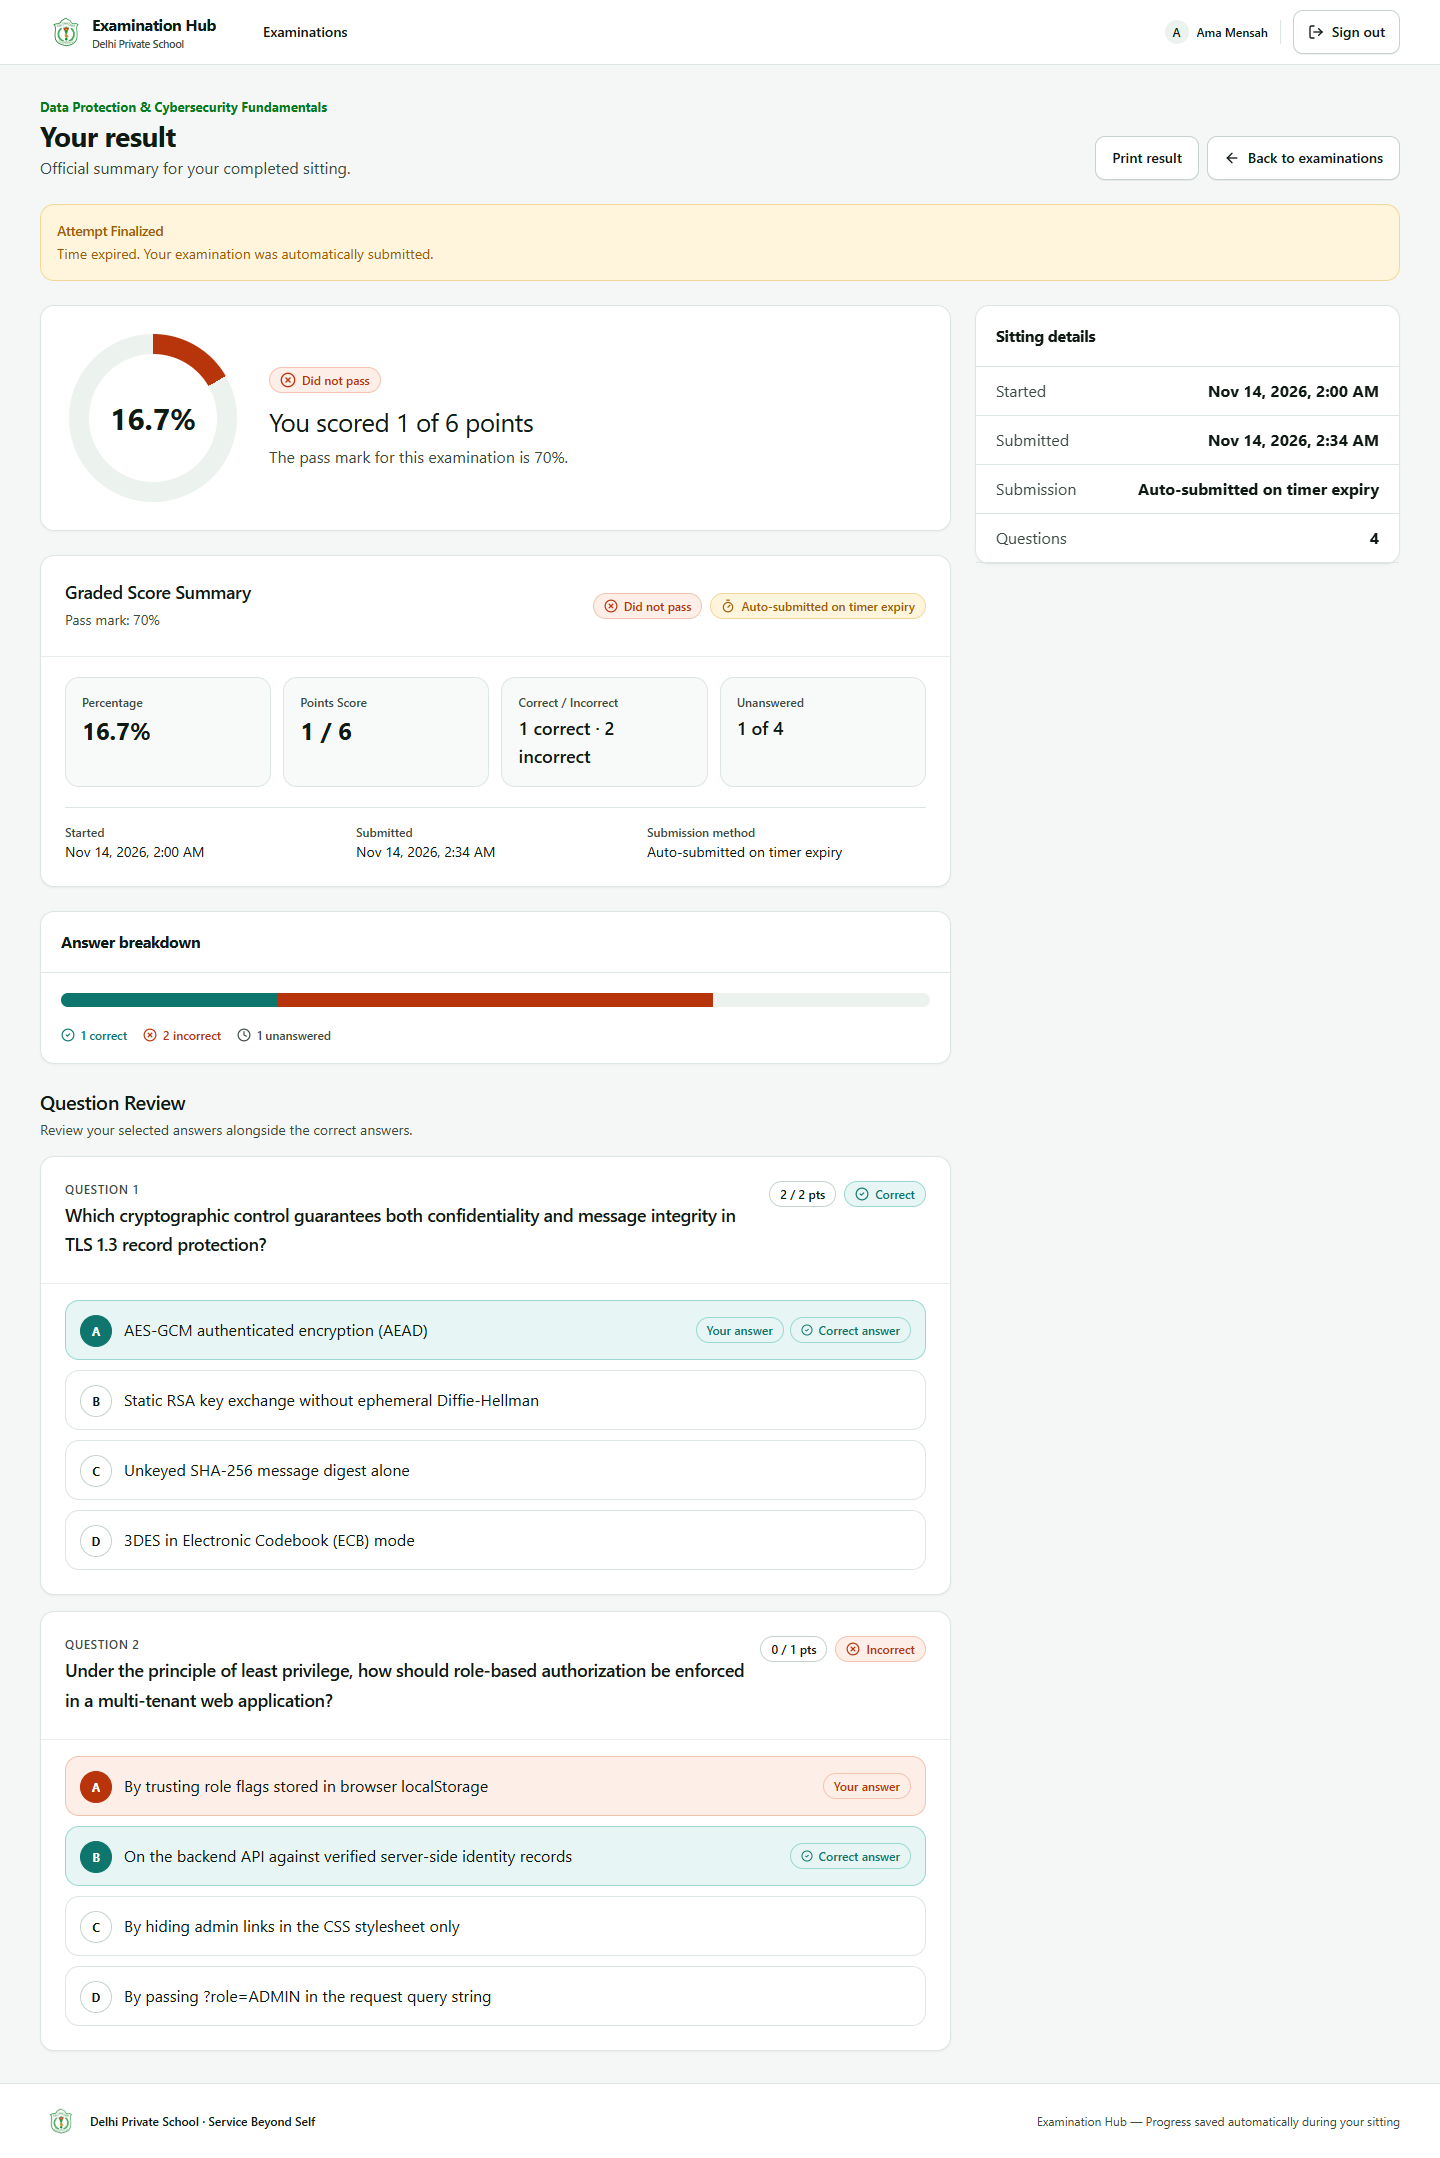 Examination Hub
Delhi Private School
Examinations
A
Ama Mensah
Sign out
Data Protection & Cybersecurity Fundamentals
Your result
Official summary for your completed sitting.
Print result
Back to examinations
Attempt Finalized
Time expired. Your examination was automatically submitted.
16.7%
Did not pass
You scored 1 of 6 points
The pass mark for this examination is 70%.
Sitting details
Started Nov 14, 2026, 2:00 AM
Submitted Nov 14, 2026, 2:34 AM
Submission Auto-submitted on timer expiry
Questions 4
Graded Score Summary
Pass mark: 70%
Did not pass
Auto-submitted on timer expiry
Percentage
16.7%
Points Score
1 / 6
Correct / Incorrect
1 correct · 2
incorrect
Unanswered
1 of 4
Started
Nov 14, 2026, 2:00 AM
Submitted
Nov 14, 2026, 2:34 AM
Submission method
Auto-submitted on timer expiry
Answer breakdown
1 correct
2 incorrect
1 unanswered
Question Review
Review your selected answers alongside the correct answers.
QUESTION 1
Which cryptographic control guarantees both confidentiality and message integrity in
TLS 1.3 record protection?
2 / 2 pts
Correct
A AES-GCM authenticated encryption (AEAD) Your answer Correct answer
B Static RSA key exchange without ephemeral Diffie-Hellman
C Unkeyed SHA-256 message digest alone
D 3DES in Electronic Codebook (ECB) mode
QUESTION 2
Under the principle of least privilege, how should role-based authorization be enforced
in a multi-tenant web application?
0 / 1 pts
Incorrect
A By trusting role flags stored in browser localStorage Your answer
B On the backend API against verified server-side identity records Correct answer
C By hiding admin links in the CSS stylesheet only
D By passing ?role=ADMIN in the request query string
Delhi Private School · Service Beyond Self
Examination Hub — Progress saved automatically during your sitting